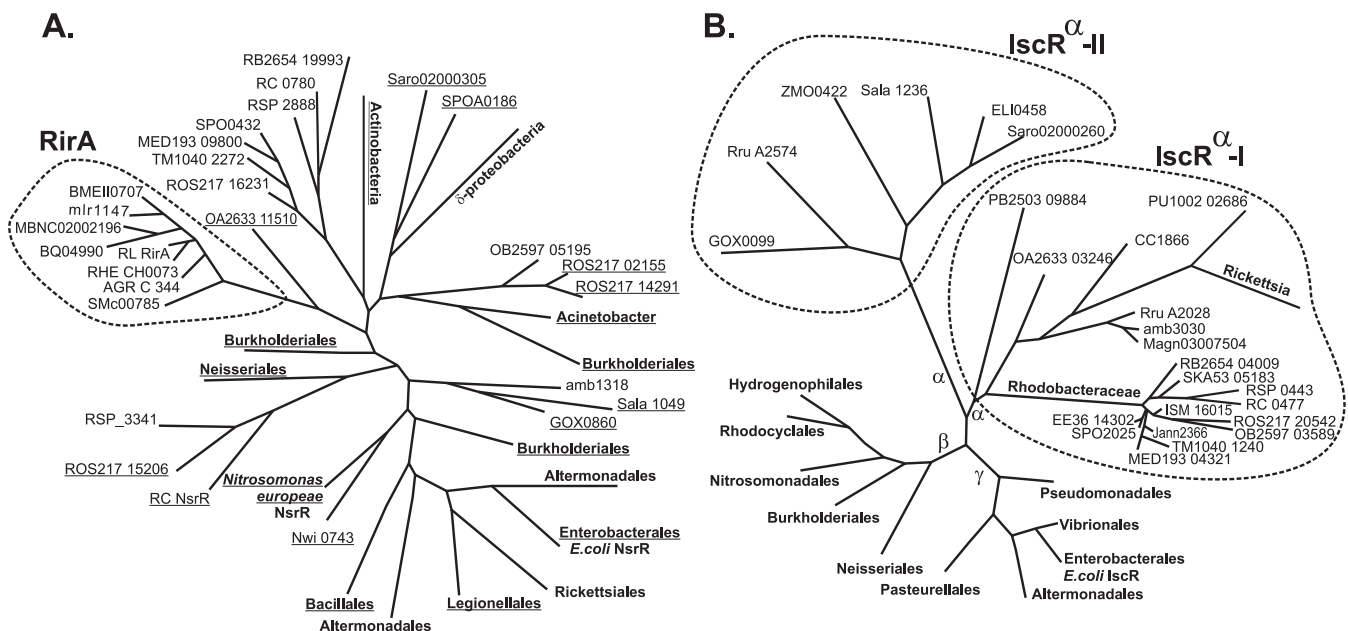 A.
RB2654 19993
RC 0780
RSP 2888
SPO0432
MED193 09800
TM1040 2272
ROS217 16231
OA2633 11510
RirA
BMEII0707
mlr1147
MBNC02002196
BQ04990
RL RirA
RHE CH0073
AGR C 344
SMc00785
Actinobacteria
Saro02000305
SPOA0186
δ-proteobacteria
OB2597 05195
ROS217 02155
ROS217 14291
Acinetobacter
Burkholderiales
Burkholderiales
Neisseriales
amb1318
Sala 1049
GOX0860
RSP_3341
ROS217 15206
RC NsrR
Nitrosomonas
europeae
NsrR
Nwi 0743
Burkholderiales
Altermonadales
Enterobacterales
E.coli NsrR
Rickettsiales
Legionellales
Bacillales
Altermonadales
B.
IscRα-II
ZMO0422
Sala 1236
ELI0458
Saro02000260
Rru A2574
GOX0099
IscRα-I
PB2503 09884
PU1002 02686
CC1866
OA2633 03246
Rickettsia
Rru A2028
amb3030
Magn03007504
Rhodobacteraceae
RB2654 04009
SKA53 05183
RSP 0443
RC 0477
ISM 16015
EE36 14302
ROS217 20542
SPO2025
Jann2366
OB2597 03589
TM1040 1240
MED193 04321
α
α
β
γ
Hydrogenophilales
Rhodocyclales
Nitrosomonadales
Burkholderiales
Neisseriales
Pasteurellales
Pseudomonadales
Vibrionales
Enterobacterales
E.coli IscR
Altermonadales